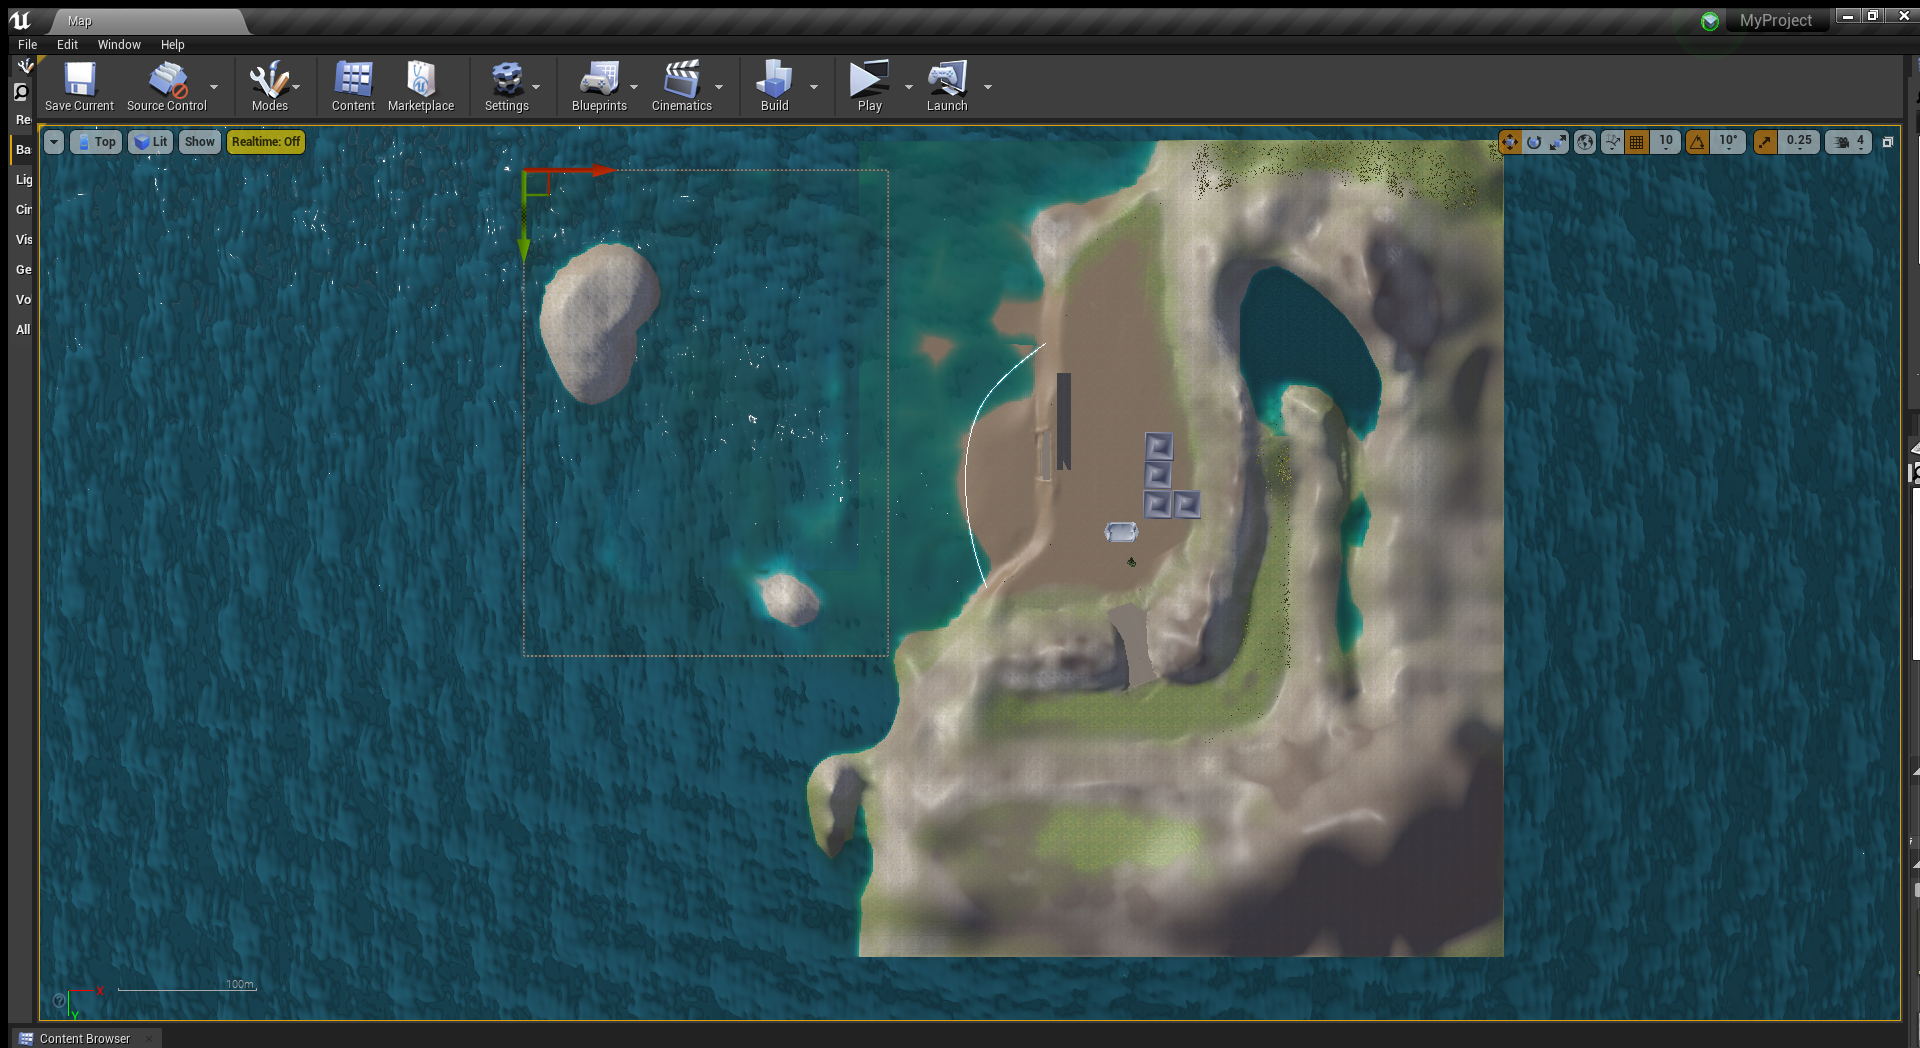 Map
MyProject
File Edit Window Help
Save Current Source Control Modes Content Marketplace Settings Blueprints Cinematics Build Play Launch
Re
Ba
Lig
Cin
Vis
Ge
Vo
All
Top Lit Show Realtime: Off
10 10° 0.25 4
100m
X
Y
Content Browser